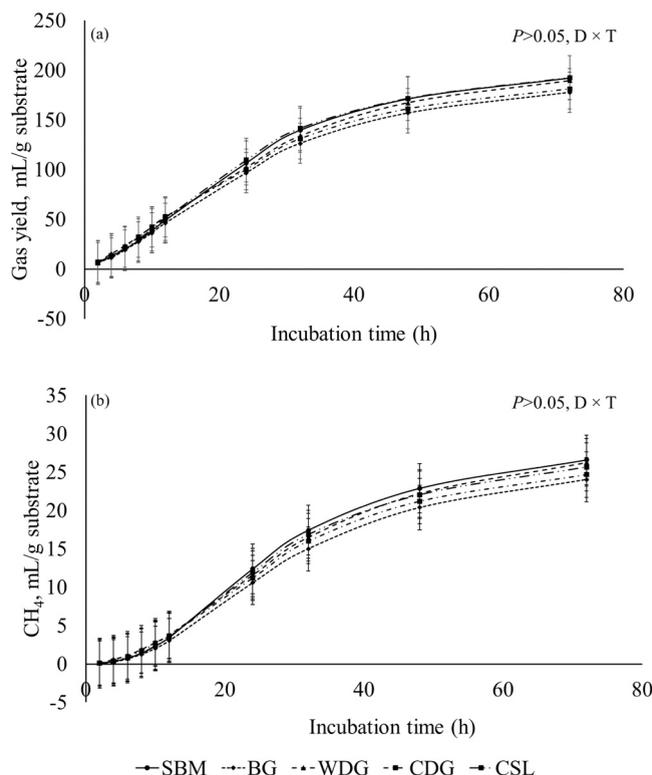 (a)
P>0.05, D × T
Gas yield, mL/g substrate
250
200
150
100
50
0
-50
0 20 40 60 80
Incubation time (h)
(b)
P>0.05, D × T
CH₄, mL/g substrate
35
30
25
20
15
10
5
0
-5
0 20 40 60 80
Incubation time (h)
SBM BG WDG CDG CSL